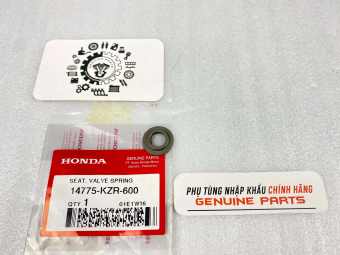 HONDA
GENUINE PARTS
SEAT, VALVE SPRING
14775-KZR-600
QTY 1
01E1W16
PHỤ TÙNG NHẬP KHẨU CHÍNH HÃNG
GENUINE PARTS